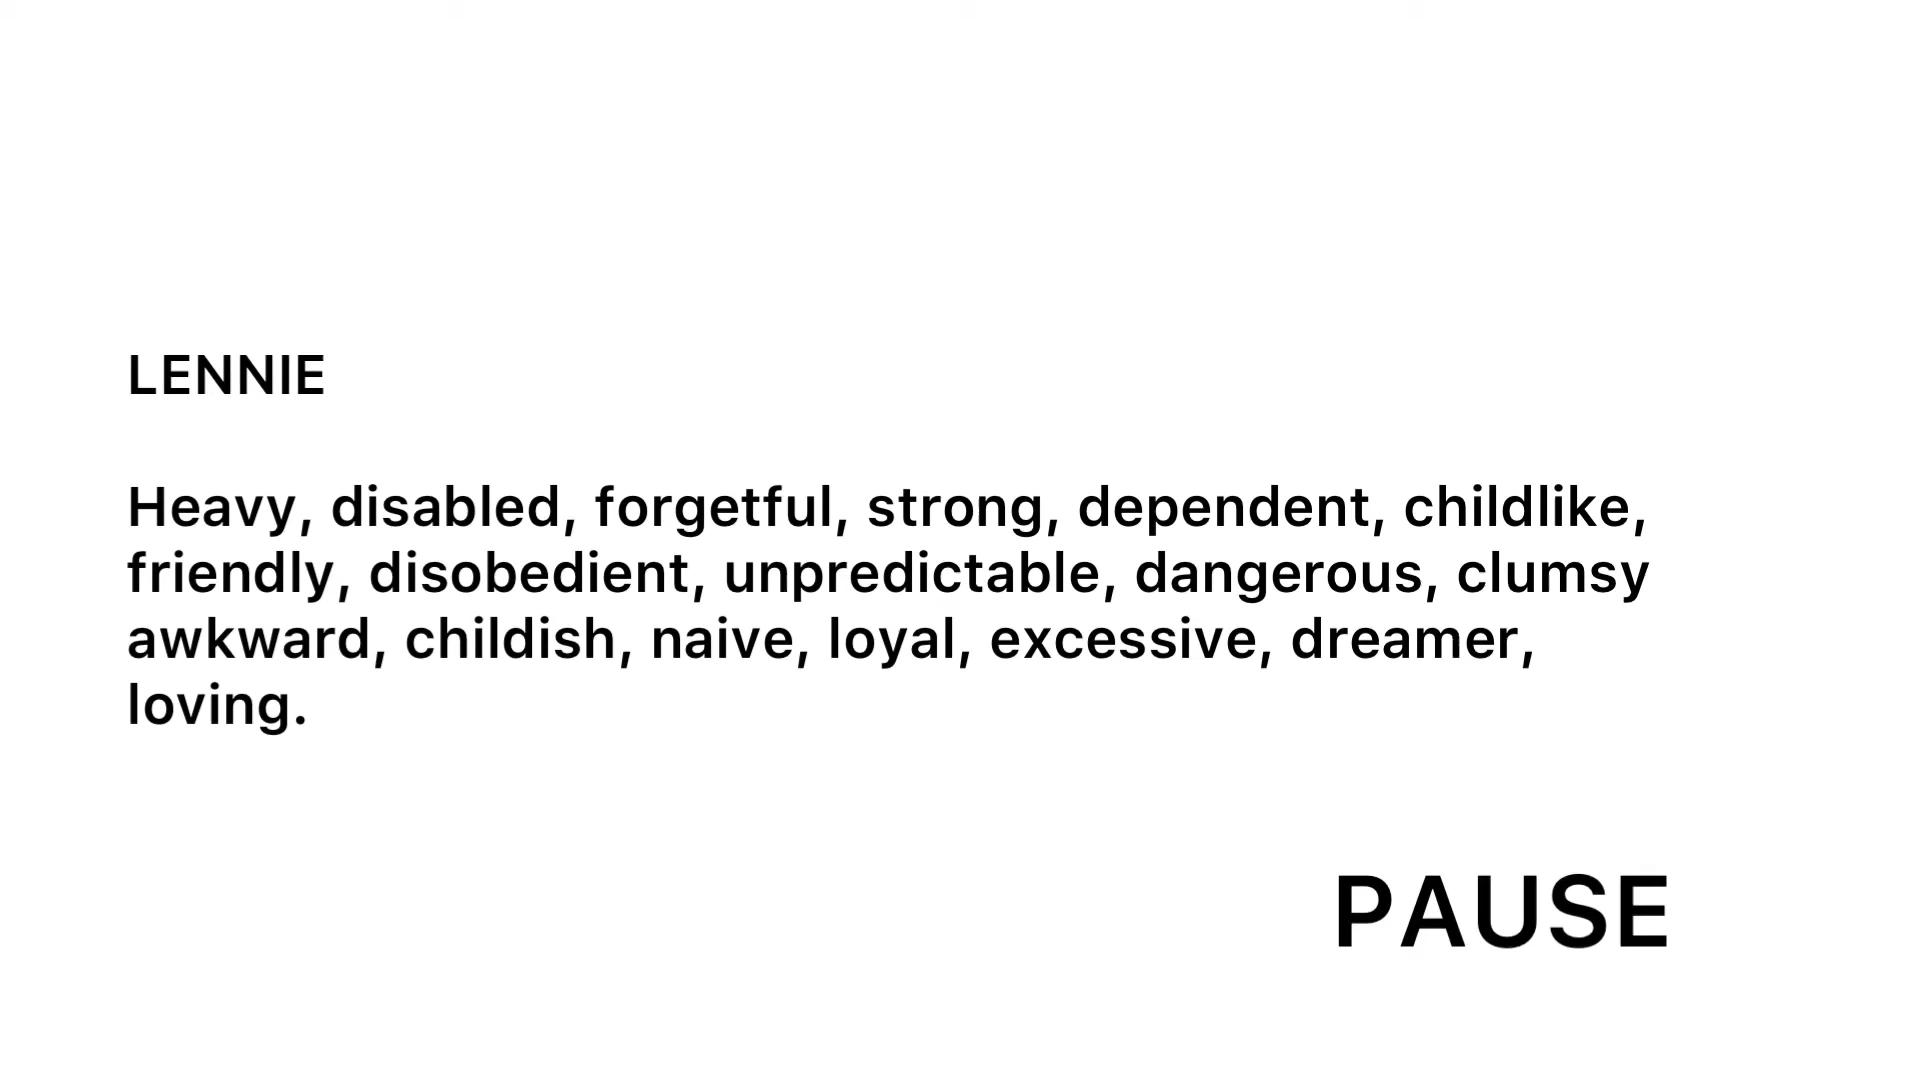 LENNIE
Heavy, disabled, forgetful, strong, dependent, childlike,
friendly, disobedient, unpredictable, dangerous, clumsy
awkward, childish, naive, loyal, excessive, dreamer,
loving.
PAUSE